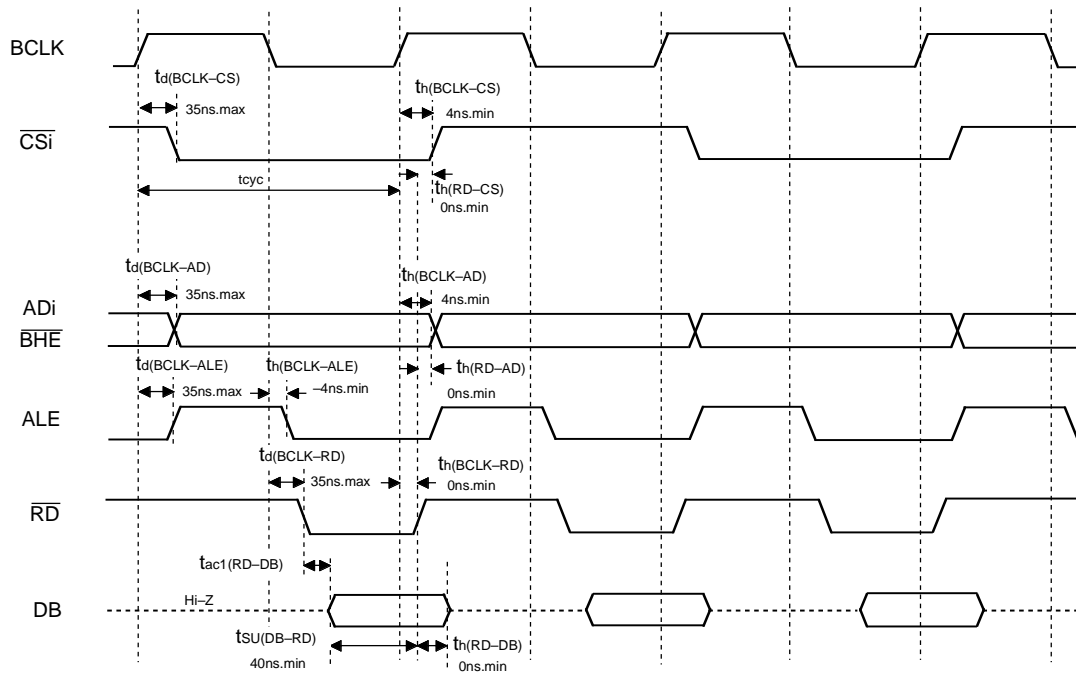 BCLK
td(BCLK–CS)
35ns.max
th(BCLK–CS)
4ns.min
CSi
tcyc
th(RD–CS)
0ns.min
td(BCLK–AD)
35ns.max
th(BCLK–AD)
4ns.min
ADi
BHE
td(BCLK–ALE)
35ns.max
th(BCLK–ALE)
–4ns.min
th(RD–AD)
0ns.min
ALE
td(BCLK–RD)
35ns.max
th(BCLK–RD)
0ns.min
RD
tac1(RD–DB)
Hi–Z
DB
tSU(DB–RD)
40ns.min
th(RD–DB)
0ns.min